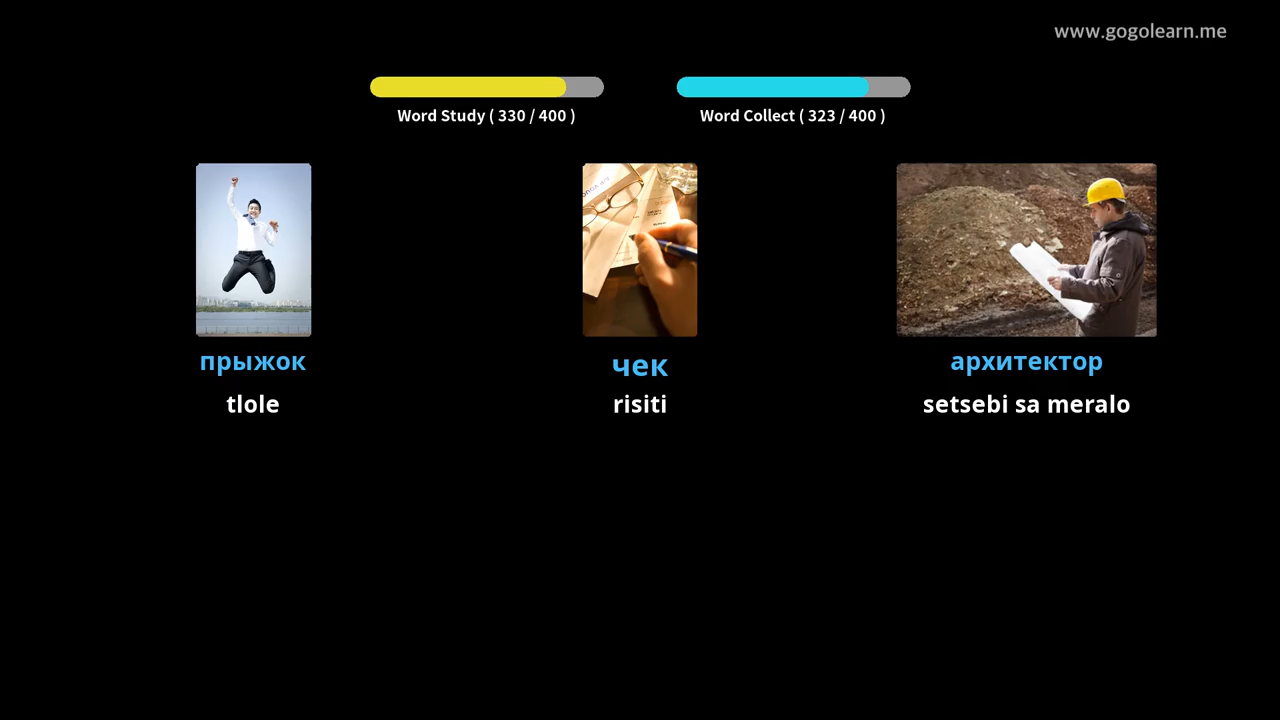 www.gogolearn.me
Word Study ( 330 / 400 )
Word Collect ( 323 / 400 )
прыжок
чек
архитектор
tlole
risiti
setsebi sa meralo